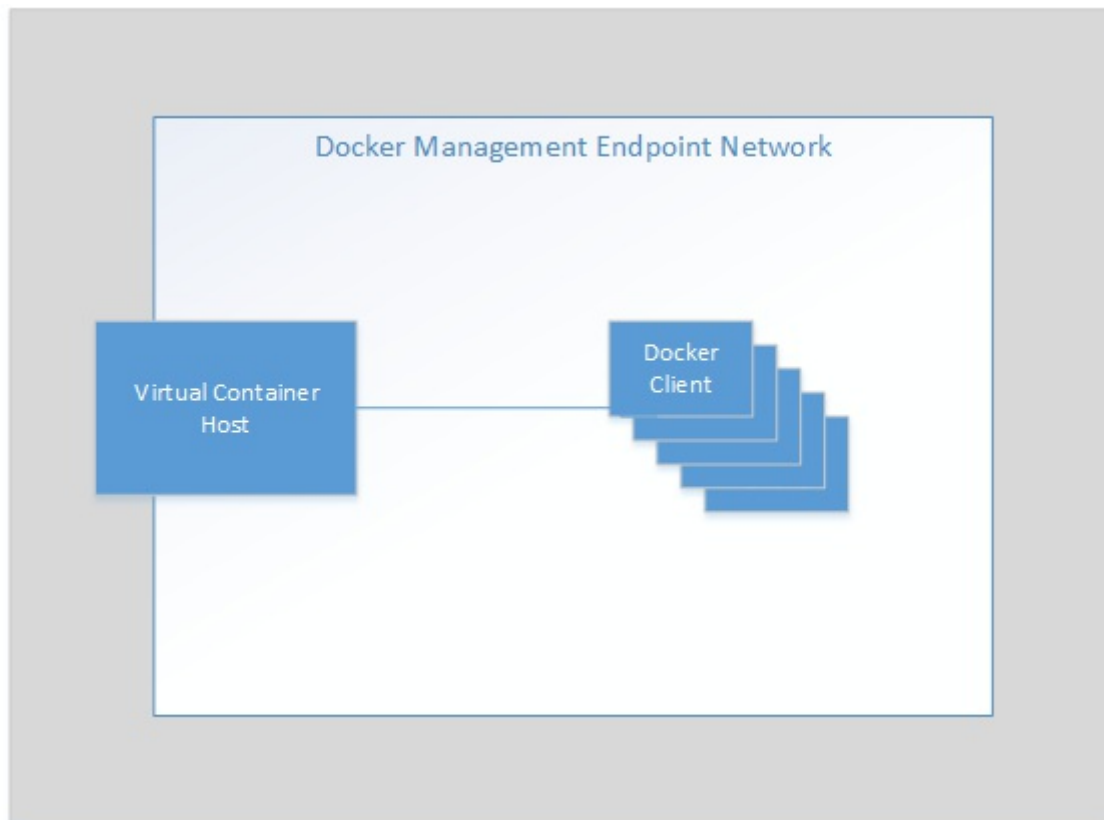 Docker Management Endpoint Network
Virtual Container
Host
Docker
Client